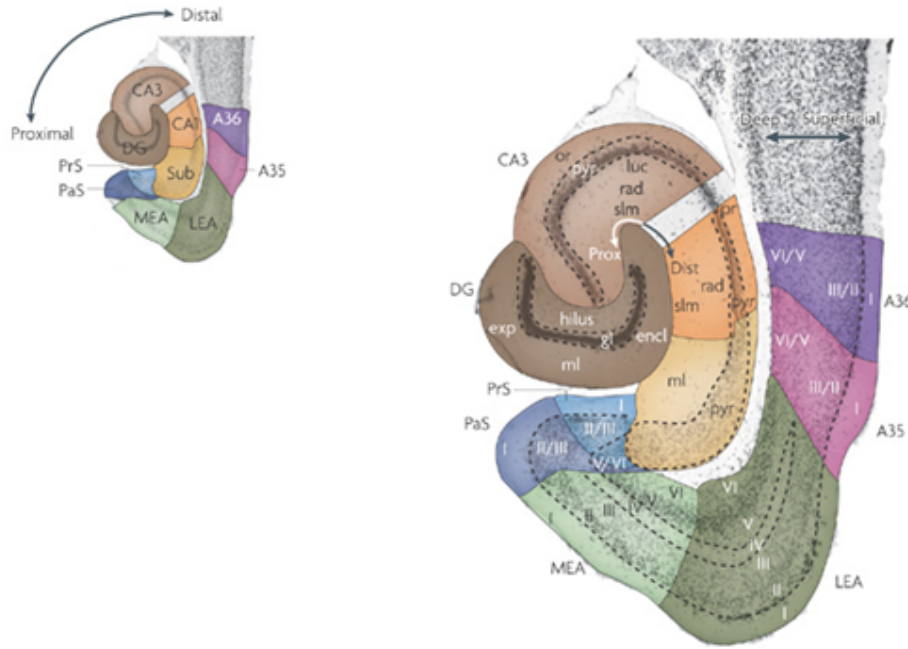 Distal
Proximal
CA3
CA1
DG
A36
PrS
PaS
Sub
A35
MEA
LEA
Deep Superficial
CA3
or
pyr
luc
rad
slm
Prox
Dist
pr
rad
slm
pyr
DG
hilus
exp
gl
encl
ml
ml
pyr
VI/V
III/II
I
A36
VI/V
III/II
I
A35
PrS
I
II/III
PaS
I
II/III
V/VI
I
II
III
IV
V
VI
MEA
VI
V
IV
III
II
I
LEA